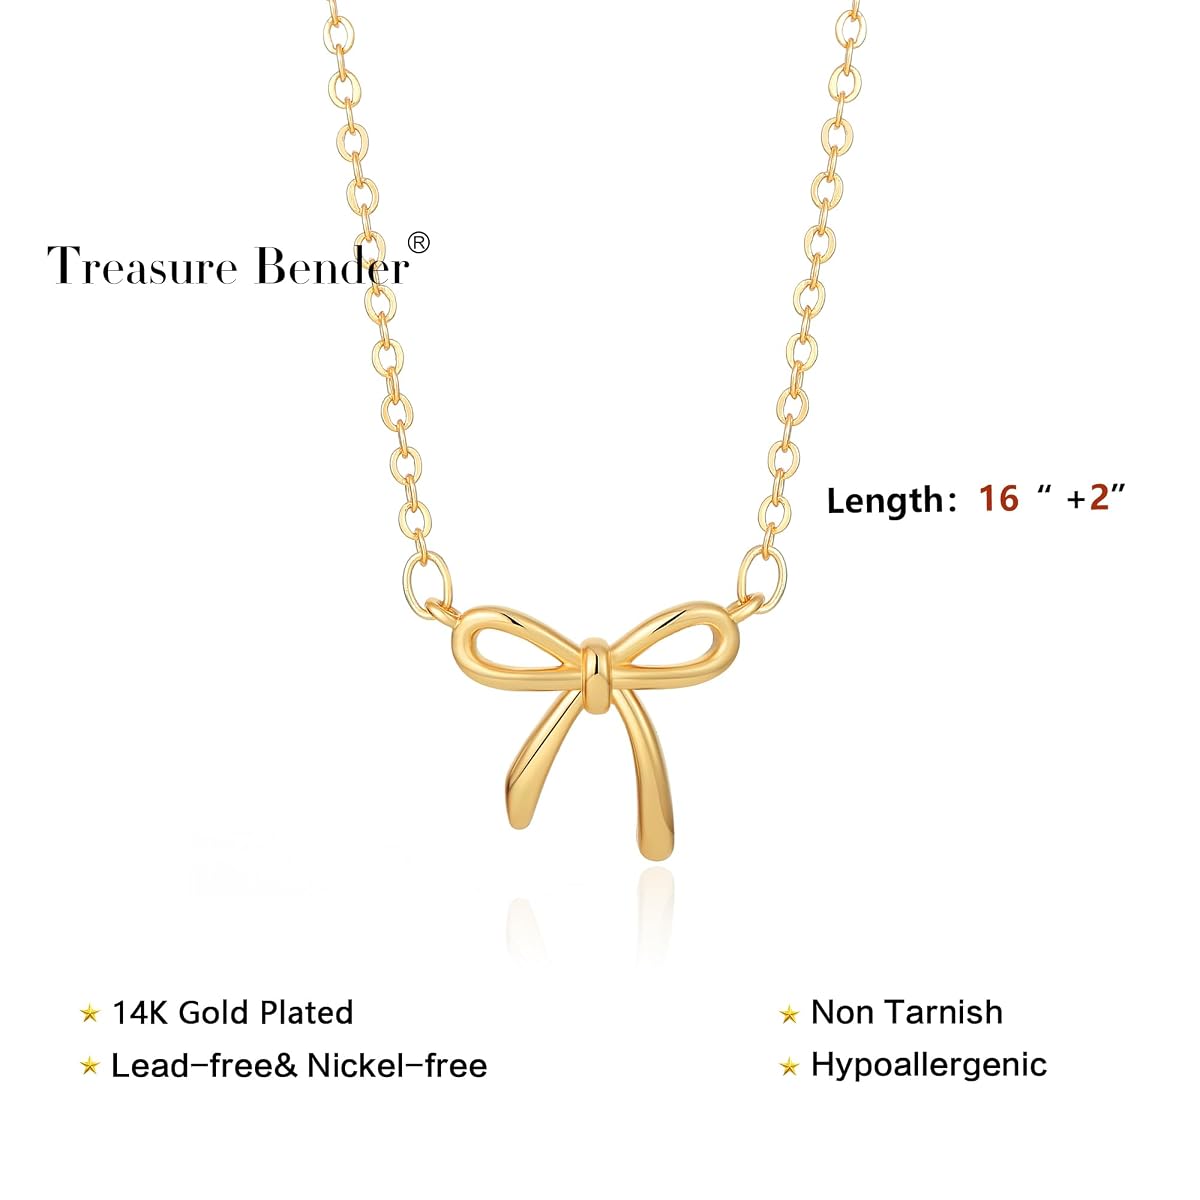 Treasure Bender®
Length: 16 “ +2”
14K Gold Plated
Lead-free& Nickel-free
Non Tarnish
Hypoallergenic